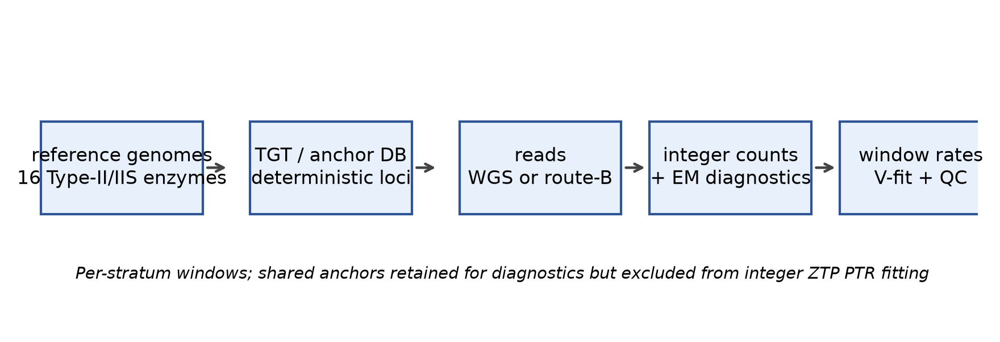 reference genomes
16 Type-II/IIS enzymes
TGT / anchor DB
deterministic loci
reads
WGS or route-B
integer counts
+ EM diagnostics
window rates
V-fit + QC
Per-stratum windows; shared anchors retained for diagnostics but excluded from integer ZTP PTR fitting